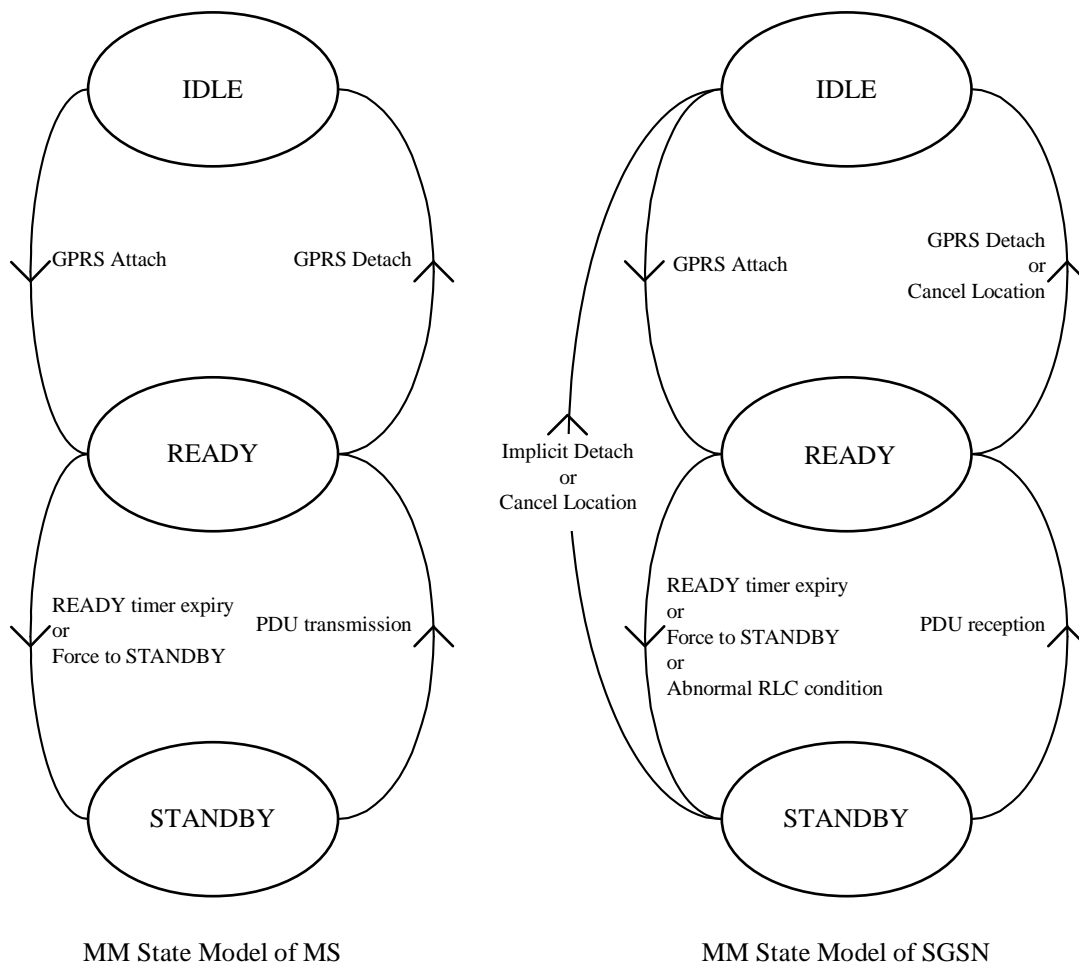 IDLE
GPRS Attach
GPRS Detach
READY
READY timer expiry
or
Force to STANDBY
PDU transmission
STANDBY
MM State Model of MS
IDLE
GPRS Attach
GPRS Detach
or
Cancel Location
Implicit Detach
or
Cancel Location
READY
READY timer expiry
or
Force to STANDBY
or
Abnormal RLC condition
PDU reception
STANDBY
MM State Model of SGSN